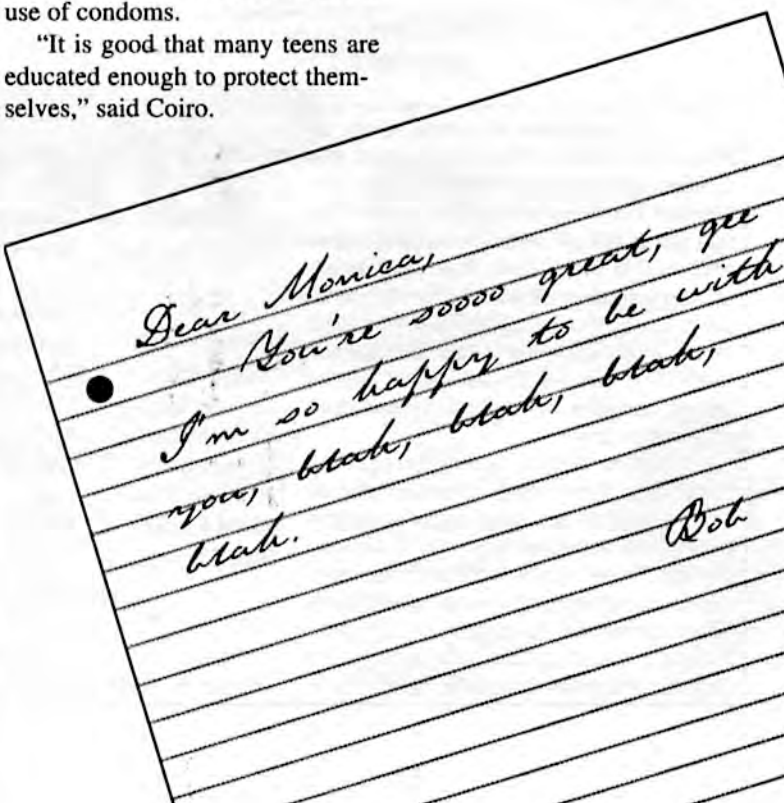 use of condoms.
"It is good that many teens are
educated enough to protect them-
selves," said Coiro.
Dear Monica,
You're soooo great, gee
I'm so happy to be with
you, blah, blah, blah,
blah.
Bob